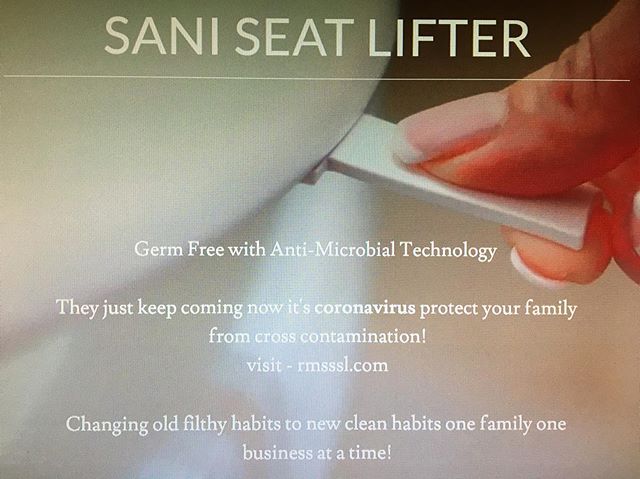 SANI SEAT LIFTER
Germ Free with Anti-Microbial Technology
They just keep coming now it's coronavirus protect your family
from cross contamination!
visit - rmsssl.com
Changing old filthy habits to new clean habits one family one
business at a time!